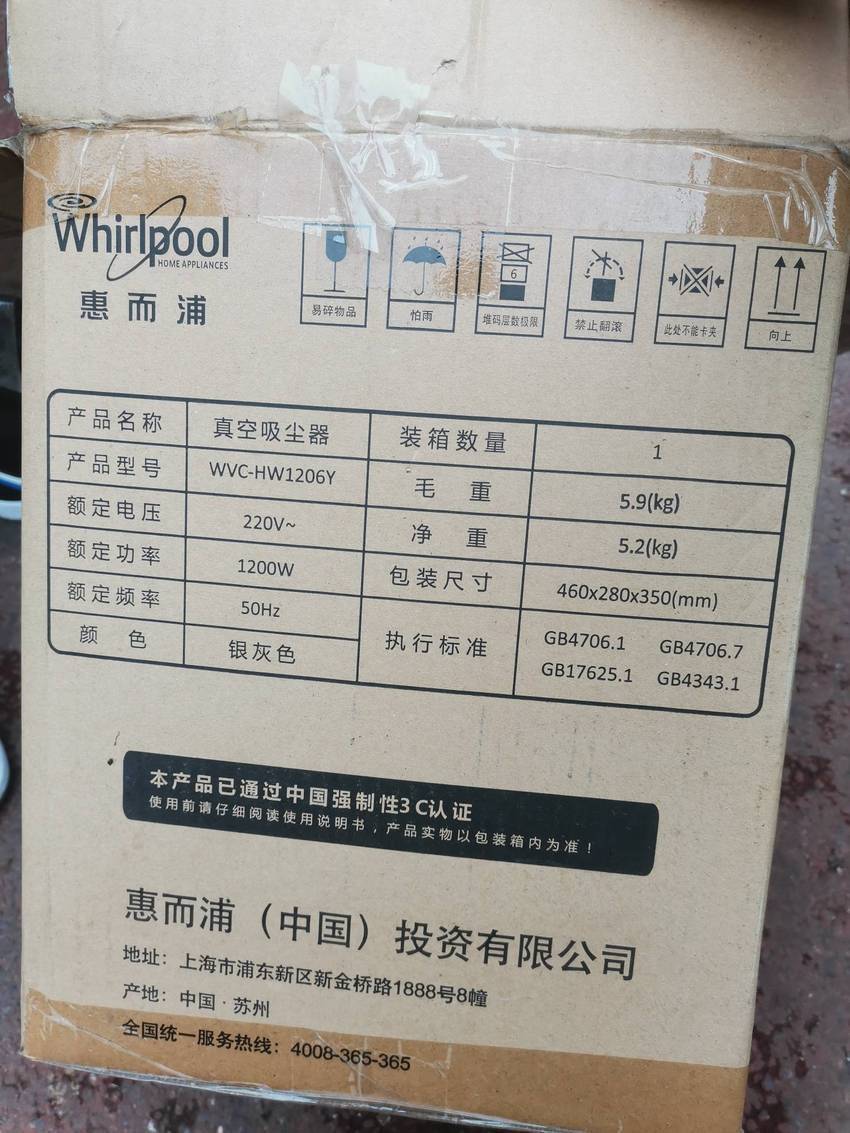 Whirlpool
HOME APPLIANCES
惠而浦
6
易碎物品
怕雨
堆码层数极限
禁止翻滚
此处不能卡夹
向上
产品名称 真空吸尘器 装箱数量 1
产品型号 WVC-HW1206Y 毛 重 5.9(kg)
额定电压 220V~ 净 重 5.2(kg)
额定功率 1200W 包装尺寸 460x280x350(mm)
额定频率 50Hz 执行标准 GB4706.1 GB4706.7
颜 色 银灰色 GB17625.1 GB4343.1
本产品已通过中国强制性3C认证
使用前请仔细阅读使用说明书，产品实物以包装箱内为准！
惠而浦（中国）投资有限公司
地址：上海市浦东新区新金桥路1888号8幢
产地：中国·苏州
全国统一服务热线：4008-365-365